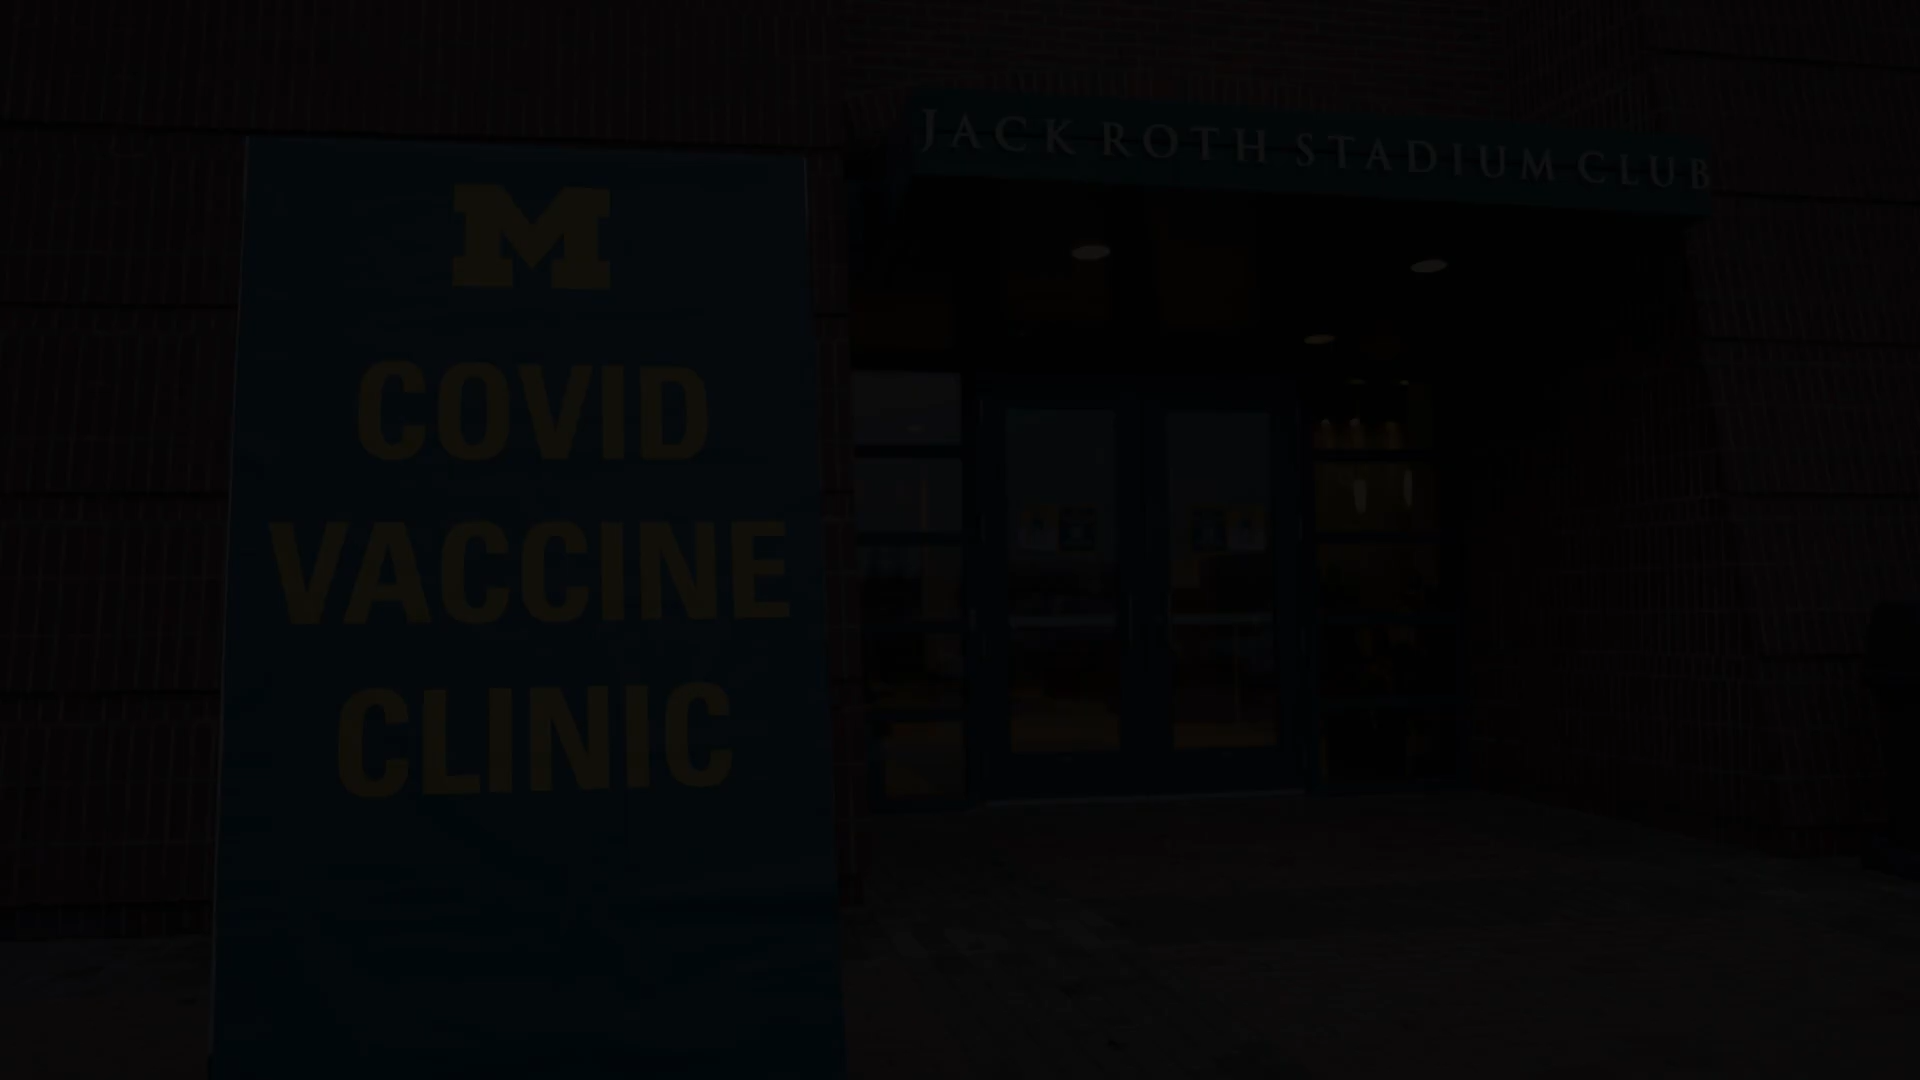 M
COVID
VACCINE
CLINIC
JACK ROTH STADIUM CLUB